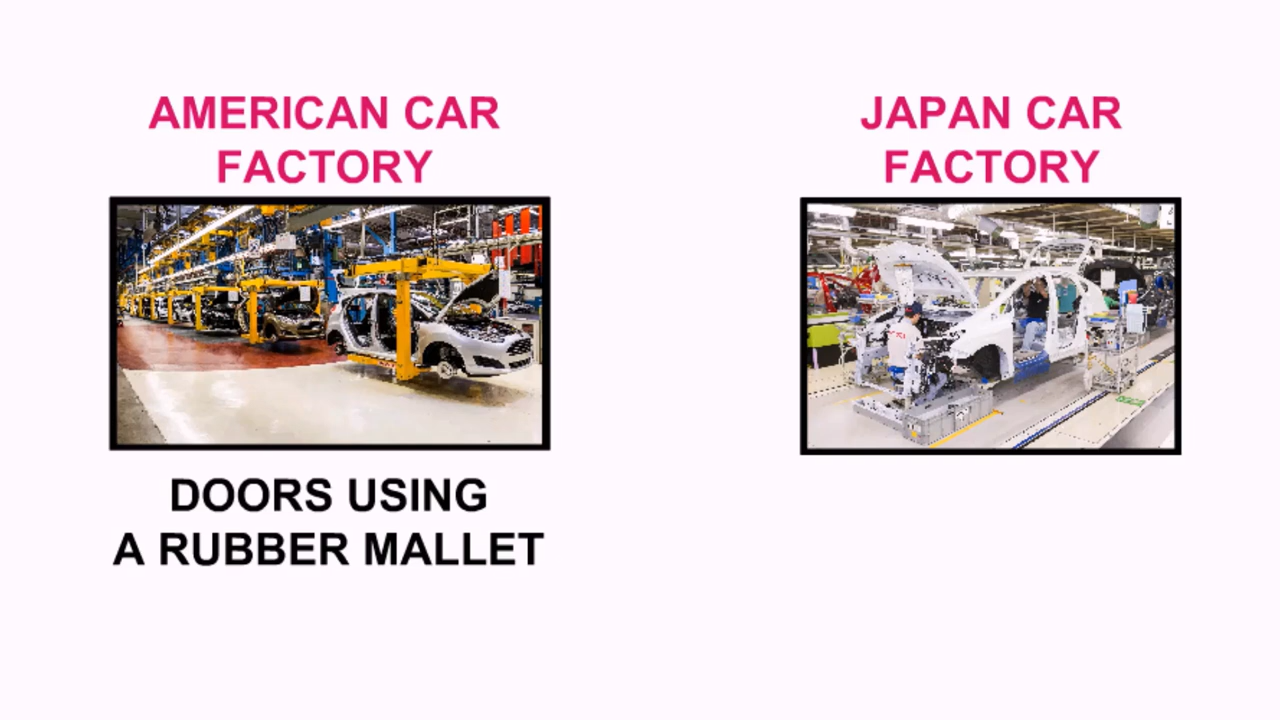 AMERICAN CAR
FACTORY
JAPAN CAR
FACTORY
DOORS USING
A RUBBER MALLET